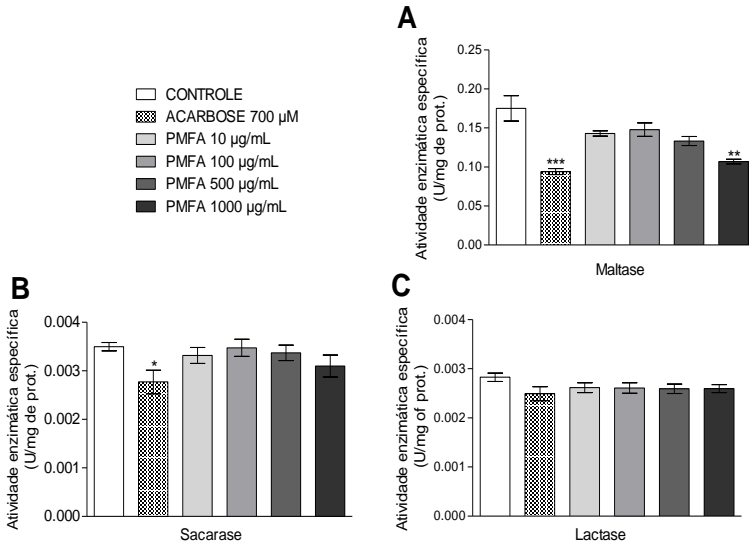 A
CONTROLE
ACARBOSE 700 µM
PMFA 10 µg/mL
PMFA 100 µg/mL
PMFA 500 µg/mL
PMFA 1000 µg/mL
Atividade enzimática específica
(U/mg de prot.)
0.25
0.20
0.15
0.10
0.05
0.00
***
**
Maltase
B
Atividade enzimática específica
(U/mg de prot.)
0.004
0.003
0.002
0.001
0.000
*
Sacarase
C
Atividade enzimática específica
(U/mg of prot.)
0.004
0.003
0.002
0.001
0.000
Lactase